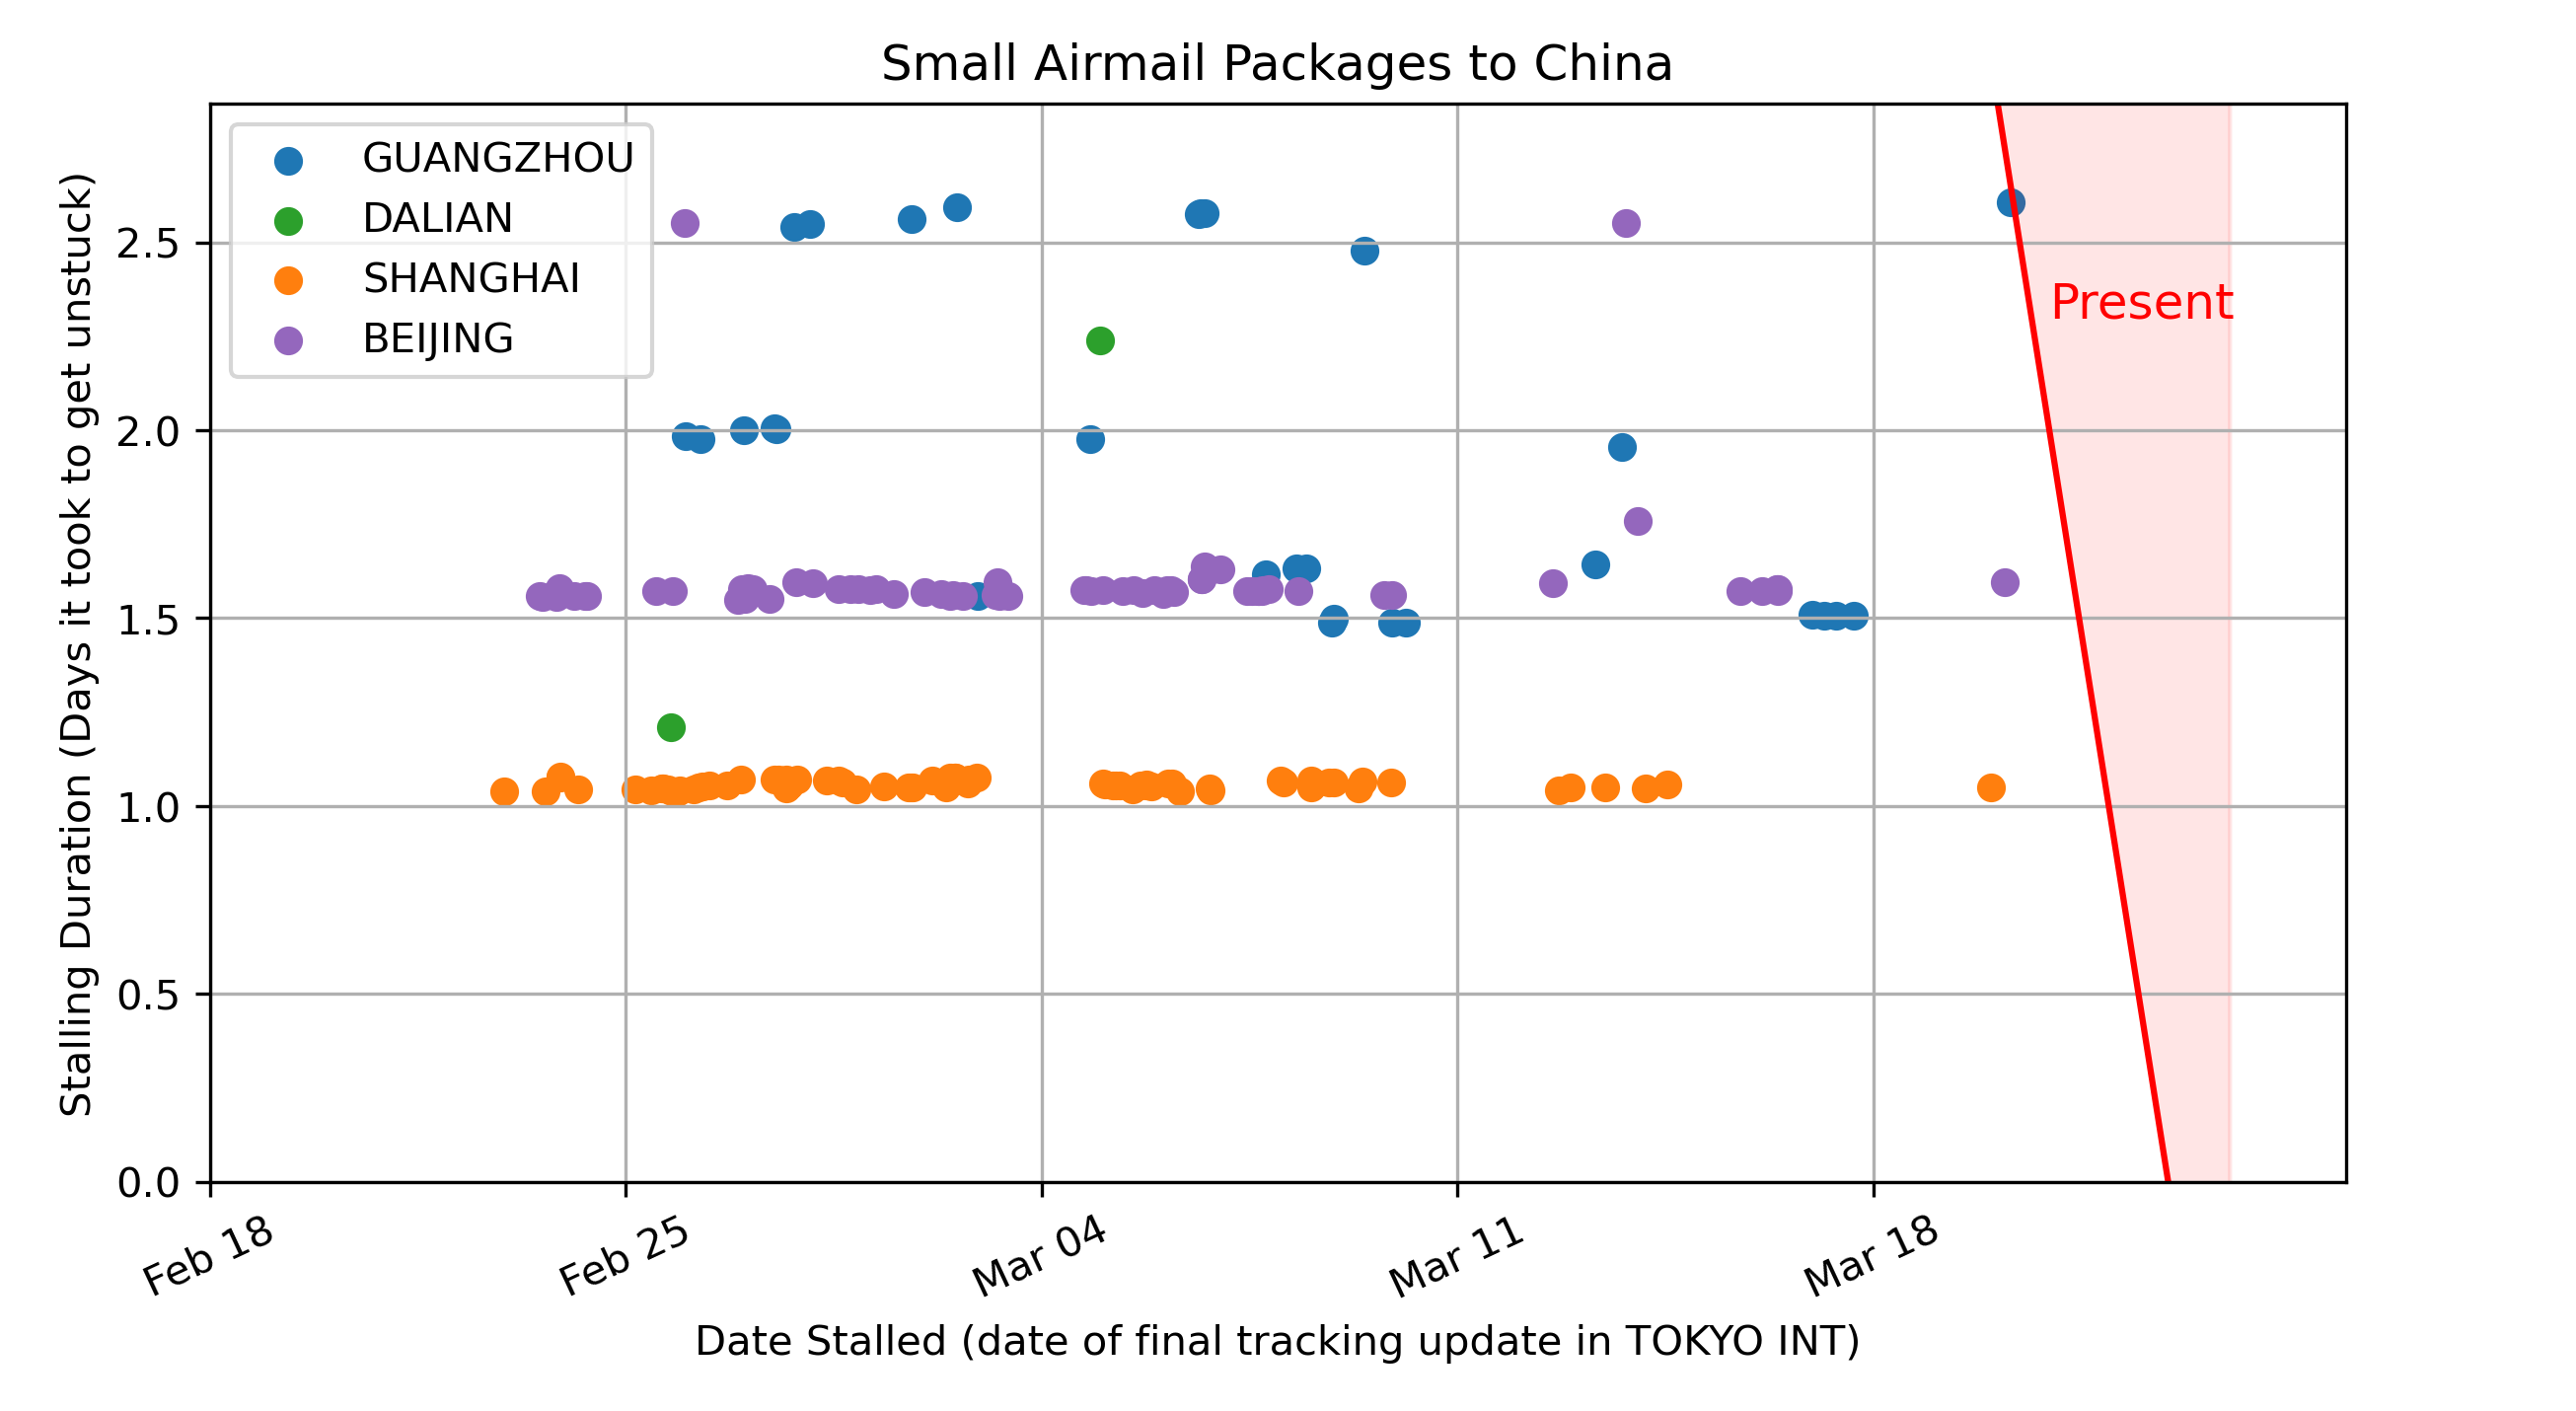 Small Airmail Packages to China
GUANGZHOU
DALIAN
SHANGHAI
BEIJING
Present
Stalling Duration (Days it took to get unstuck)
2.5
2.0
1.5
1.0
0.5
0.0
Feb 18
Feb 25
Mar 04
Mar 11
Mar 18
Date Stalled (date of final tracking update in TOKYO INT)